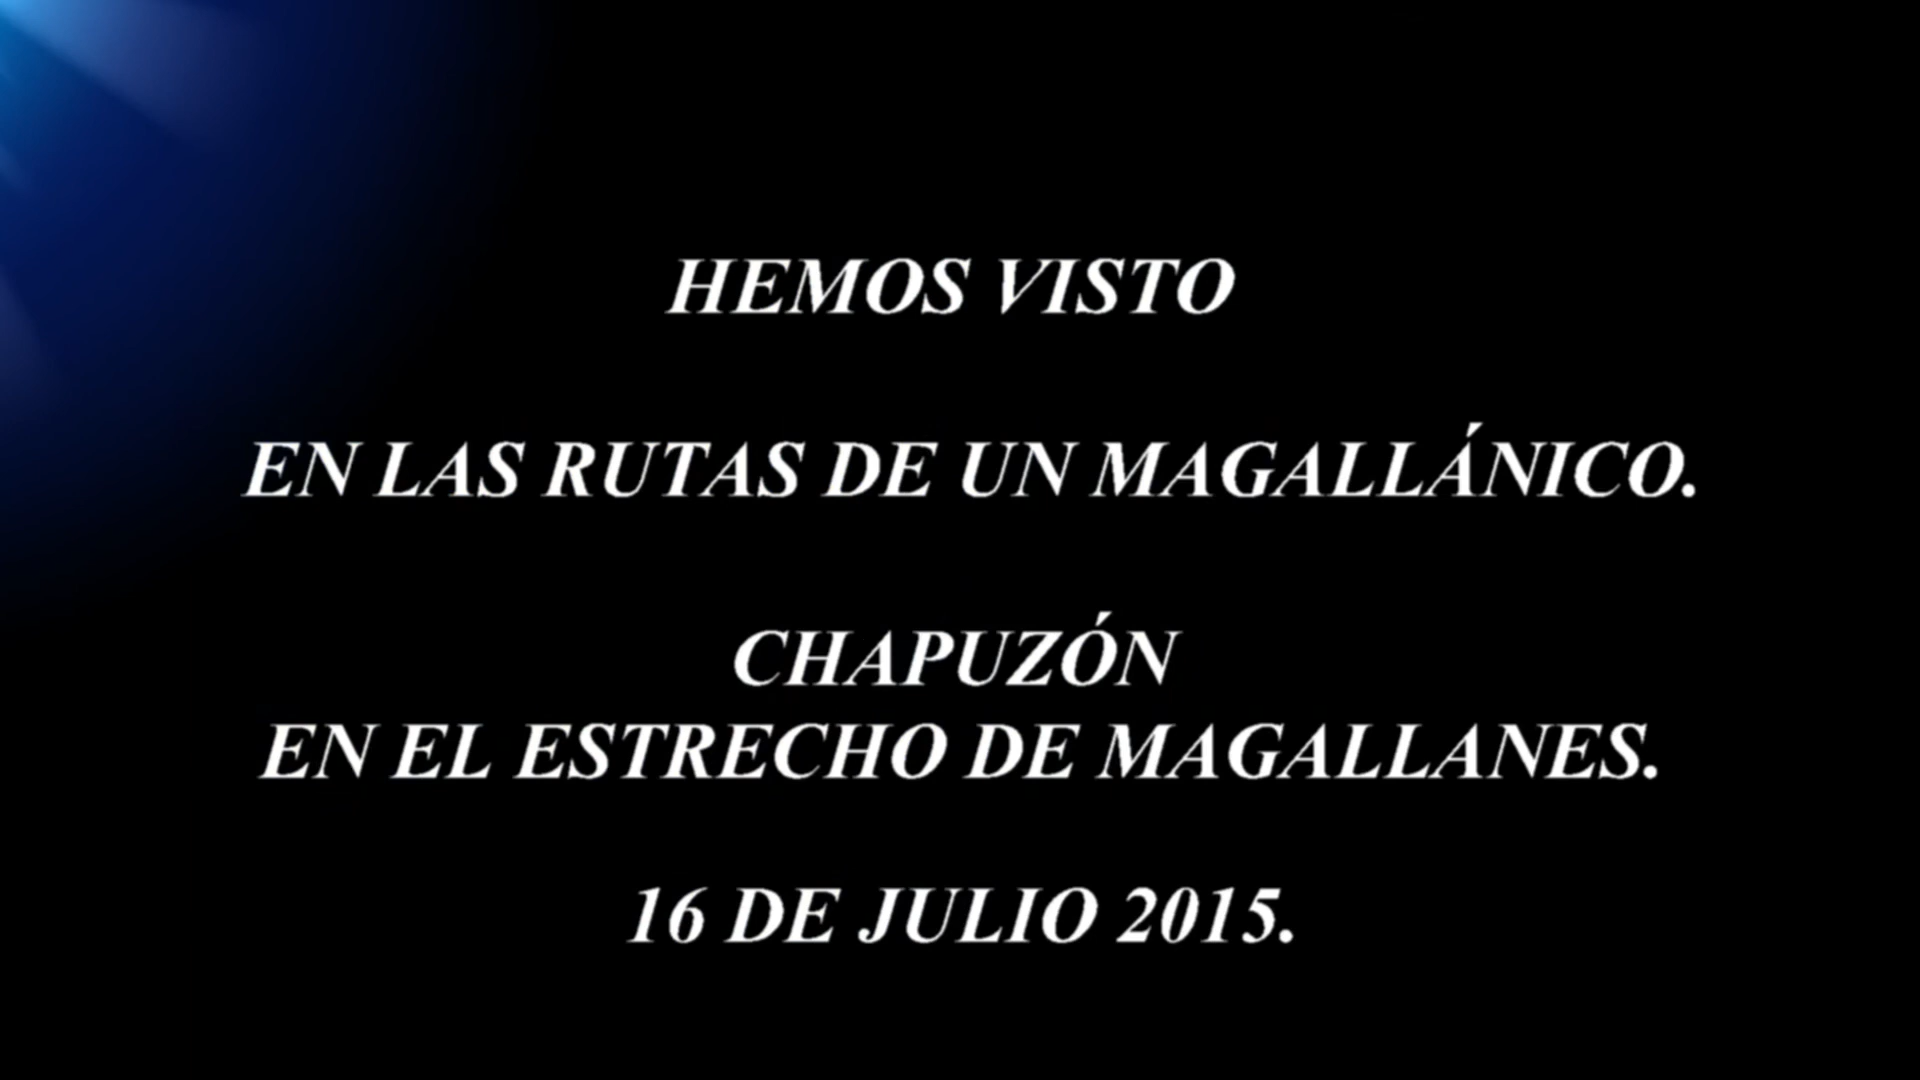 HEMOS VISTO
EN LAS RUTAS DE UN MAGALLÁNICO.
CHAPUZÓN
EN EL ESTRECHO DE MAGALLANES.
16 DE JULIO 2015.